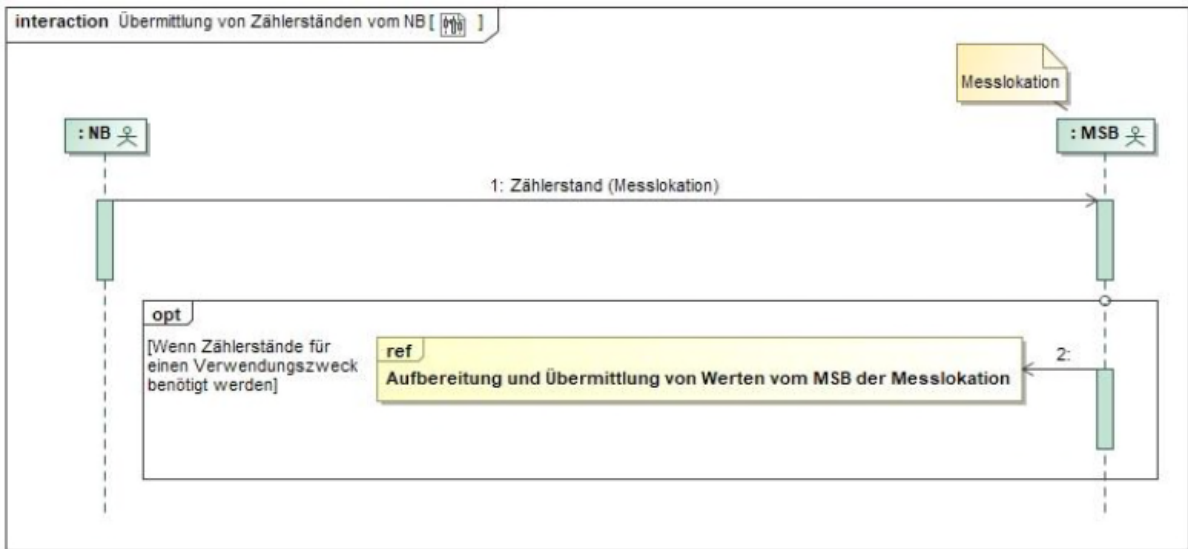 interaction Übermittlung von Zählerständen vom NB [ ]
Messlokation
: NB
: MSB
1: Zählerstand (Messlokation)
opt
[Wenn Zählerstände für
einen Verwendungszweck
benötigt werden]
ref
Aufbereitung und Übermittlung von Werten vom MSB der Messlokation
2: